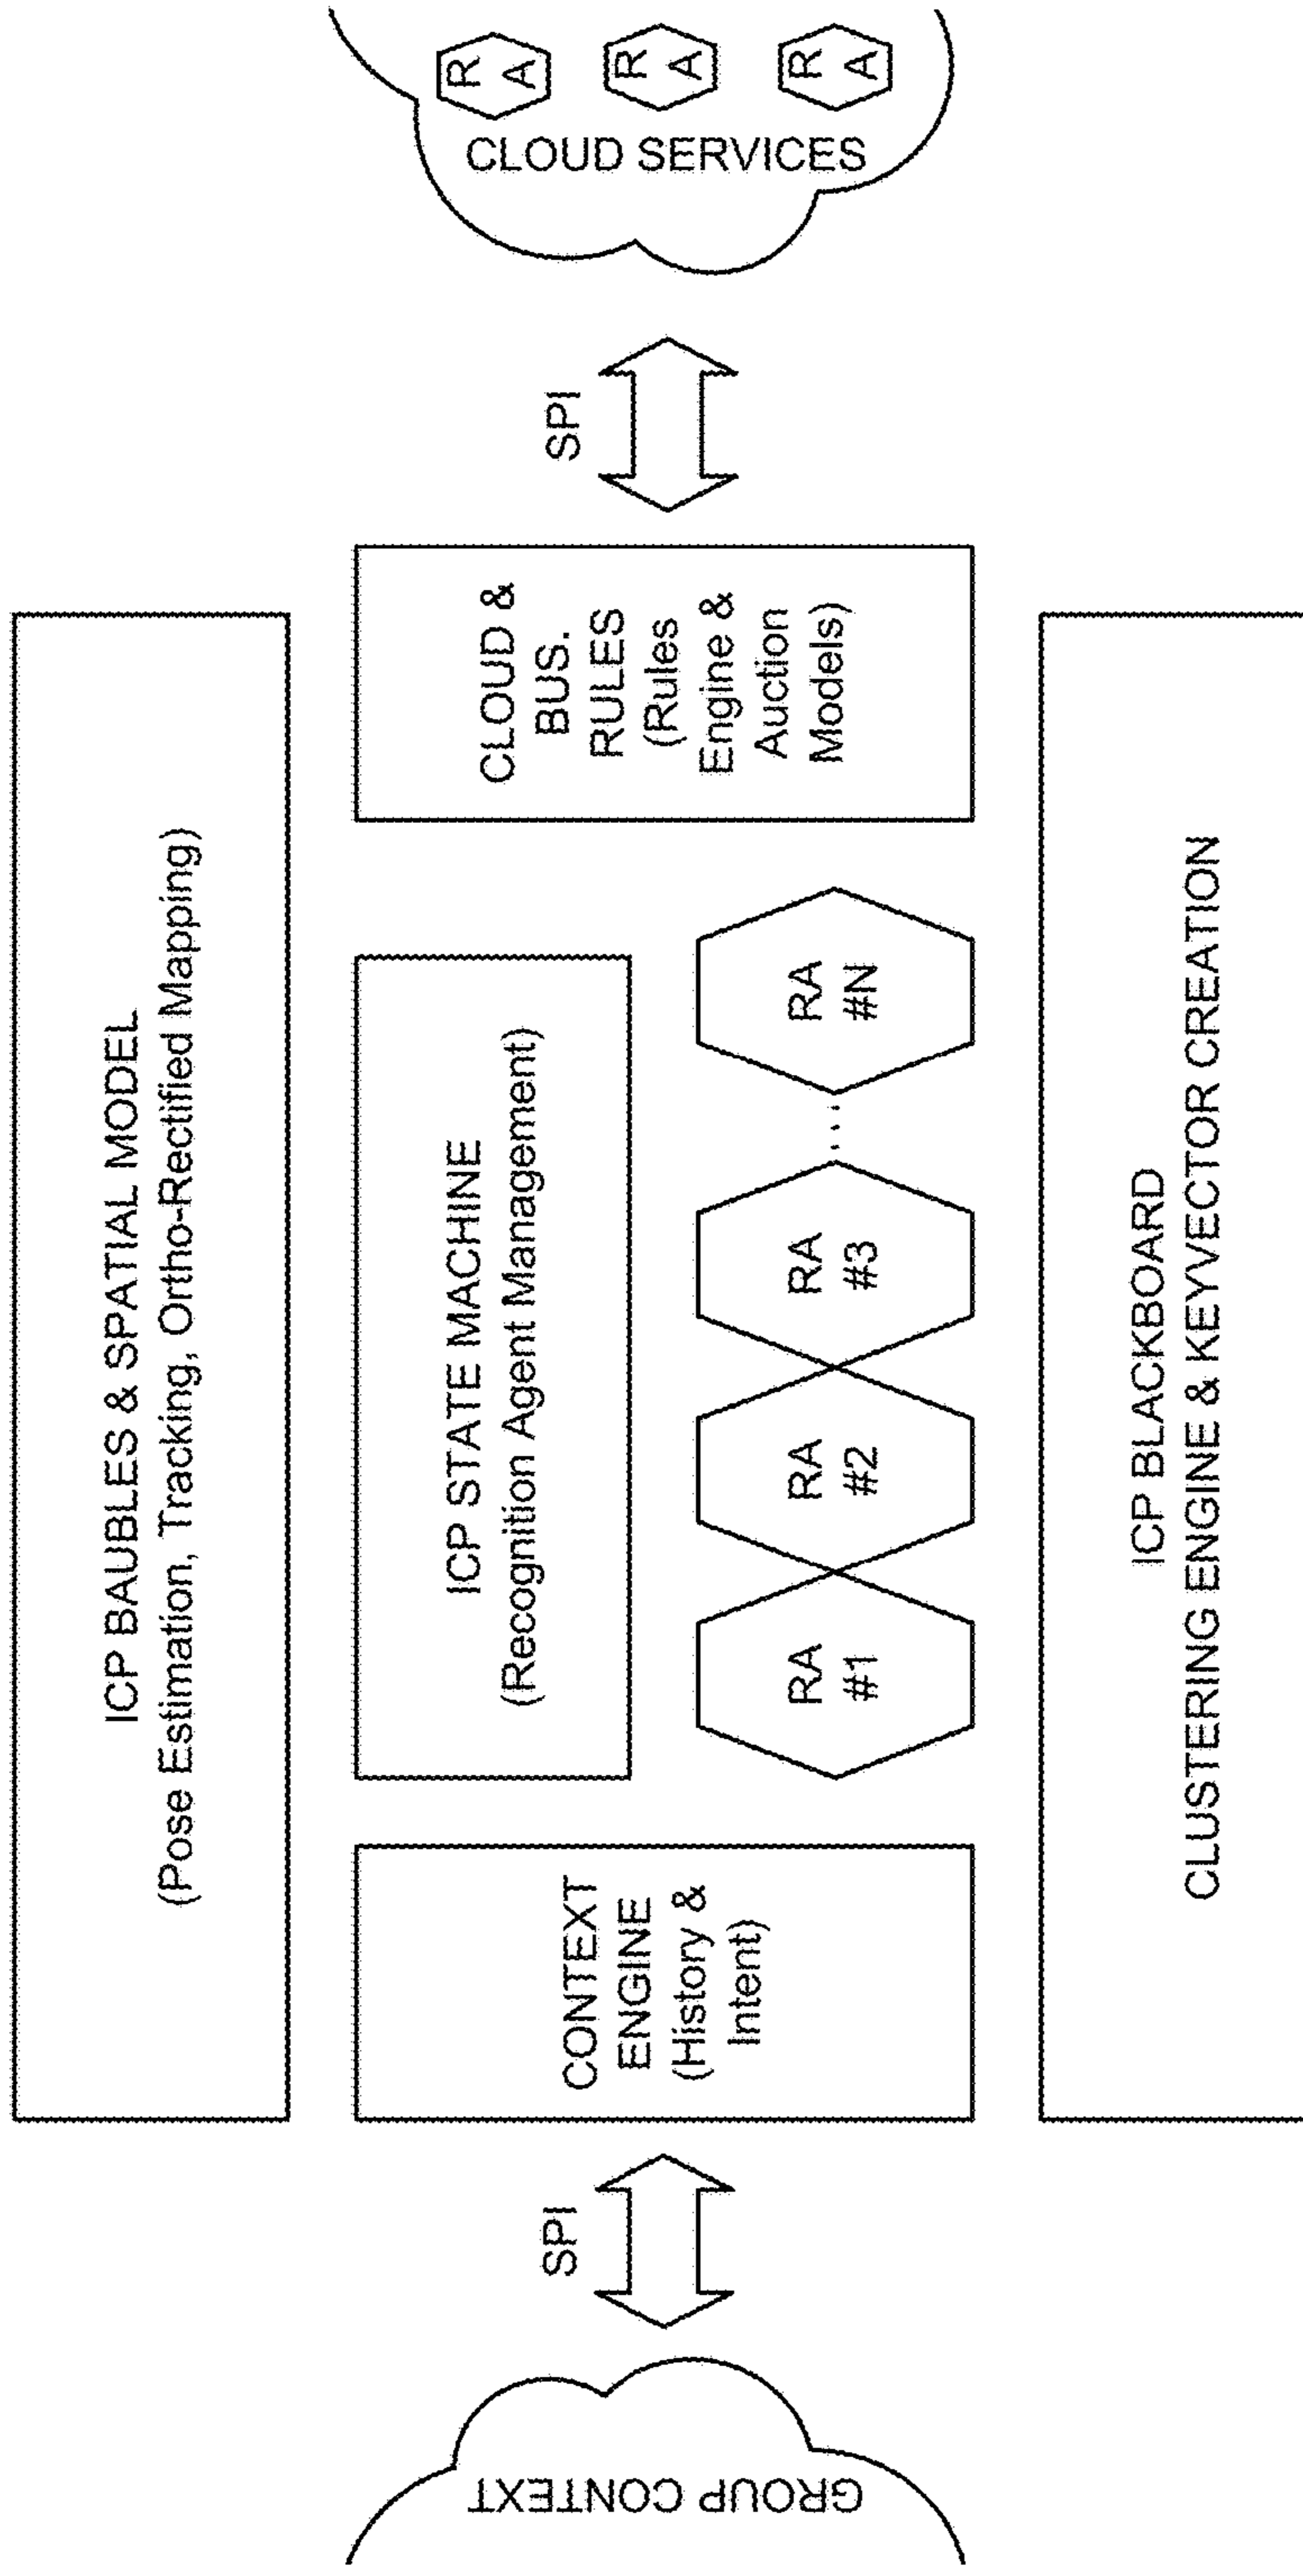 ICP BAUBLES & SPATIAL MODEL
(Pose Estimation, Tracking, Ortho-Rectified Mapping)
GROUP CONTEXT
SPI
CONTEXT
ENGINE
(History &
Intent)
ICP STATE MACHINE
(Recognition Agent Management)
RA
#1
RA
#2
RA
#3
....
RA
#N
CLOUD &
BUS.
RULES
(Rules
Engine &
Auction
Models)
SPI
CLOUD SERVICES
R
A
R
A
R
A
ICP BLACKBOARD
CLUSTERING ENGINE & KEYVECTOR CREATION